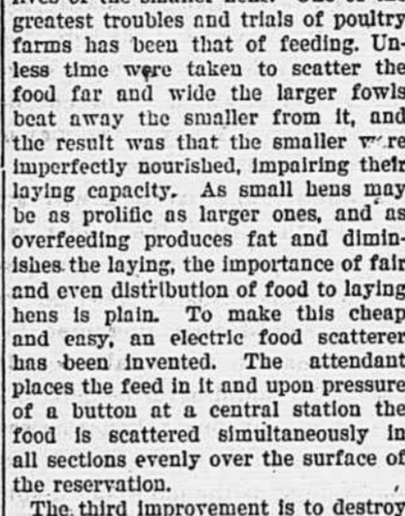 greatest troubles and trials of poultry
farms has been that of feeding. Un-
less time were taken to scatter the
food far and wide the larger fowls
beat away the smaller from it, and
the result was that the smaller were
imperfectly nourished, impairing their
laying capacity. As small hens may
be as prolific as larger ones, and as
overfeeding produces fat and dimin-
ishes the laying, the importance of fair
and even distribution of food to laying
hens is plain. To make this cheap
and easy, an electric food scatterer
has been invented. The attendant
places the feed in it and upon pressure
of a button at a central station the
food is scattered simultaneously in
all sections evenly over the surface of
the reservation.
The third improvement is to destroy